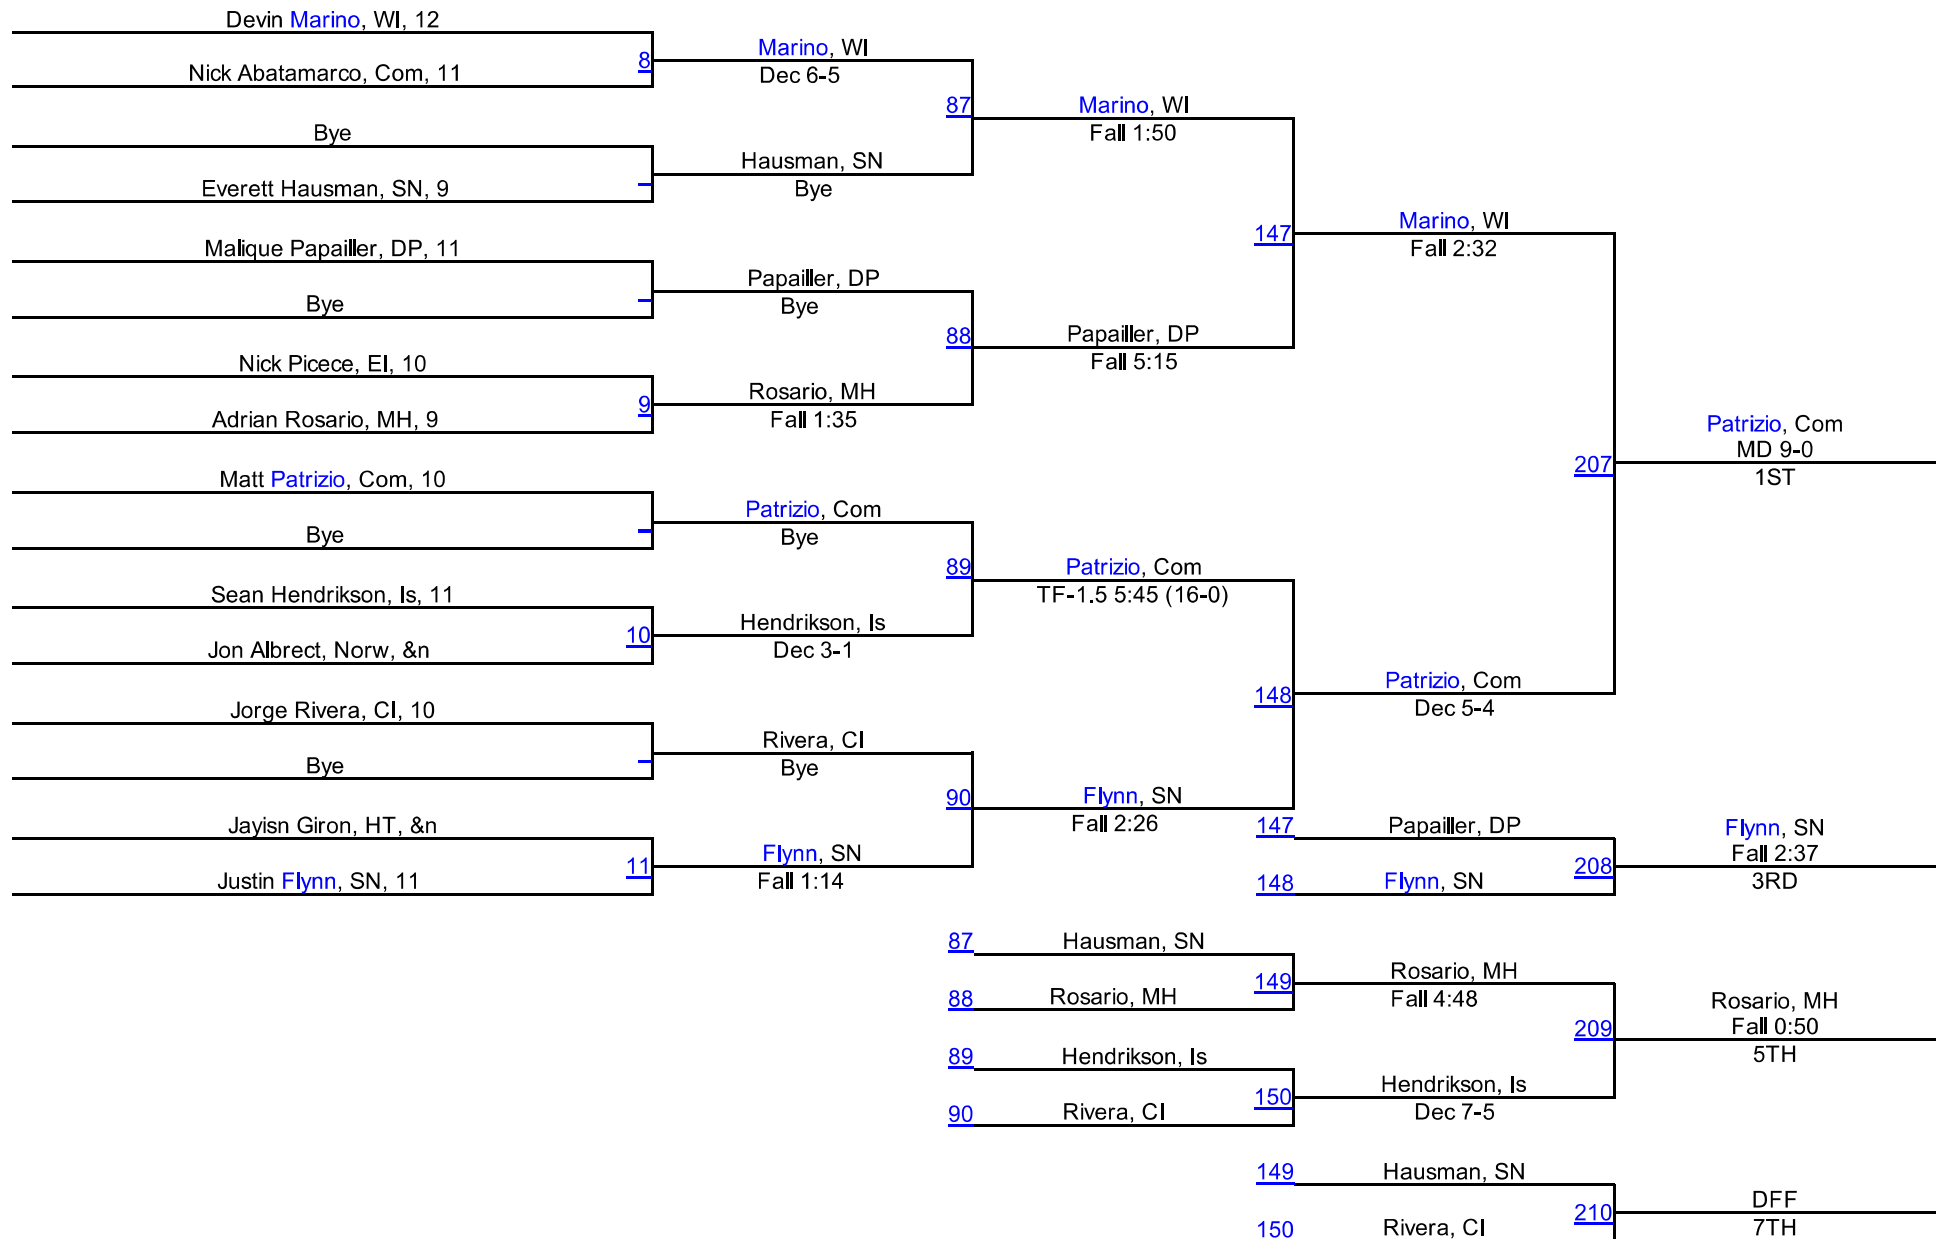 Devin Marino, WI, 12
8
Nick Abatamarco, Com, 11
Marino, WI
Dec 6-5
87
Bye
Everett Hausman, SN, 9
Hausman, SN
Bye
Marino, WI
Fall 1:50
Malique Papailler, DP, 11
Bye
Papailler, DP
Bye
88
Nick Picece, EI, 10
9
Adrian Rosario, MH, 9
Rosario, MH
Fall 1:35
Papailler, DP
Fall 5:15
147
Marino, WI
Fall 2:32
Matt Patrizio, Com, 10
Bye
Patrizio, Com
Bye
89
Sean Hendrikson, Is, 11
10
Jon Albrect, Norw, &n
Hendrikson, Is
Dec 3-1
Patrizio, Com
TF-1.5 5:45 (16-0)
148
Jorge Rivera, CI, 10
Bye
Rivera, CI
Bye
90
Jayisn Giron, HT, &n
11
Justin Flynn, SN, 11
Flynn, SN
Fall 1:14
Flynn, SN
Fall 2:26
Patrizio, Com
Dec 5-4
207
Patrizio, Com
MD 9-0
1ST
147
Papailler, DP
148
Flynn, SN
208
Flynn, SN
Fall 2:37
3RD
87
Hausman, SN
88
Rosario, MH
149
Rosario, MH
Fall 4:48
89
Hendrikson, Is
90
Rivera, CI
150
Hendrikson, Is
Dec 7-5
209
Rosario, MH
Fall 0:50
5TH
149
Hausman, SN
150
Rivera, CI
210
DFF
7TH